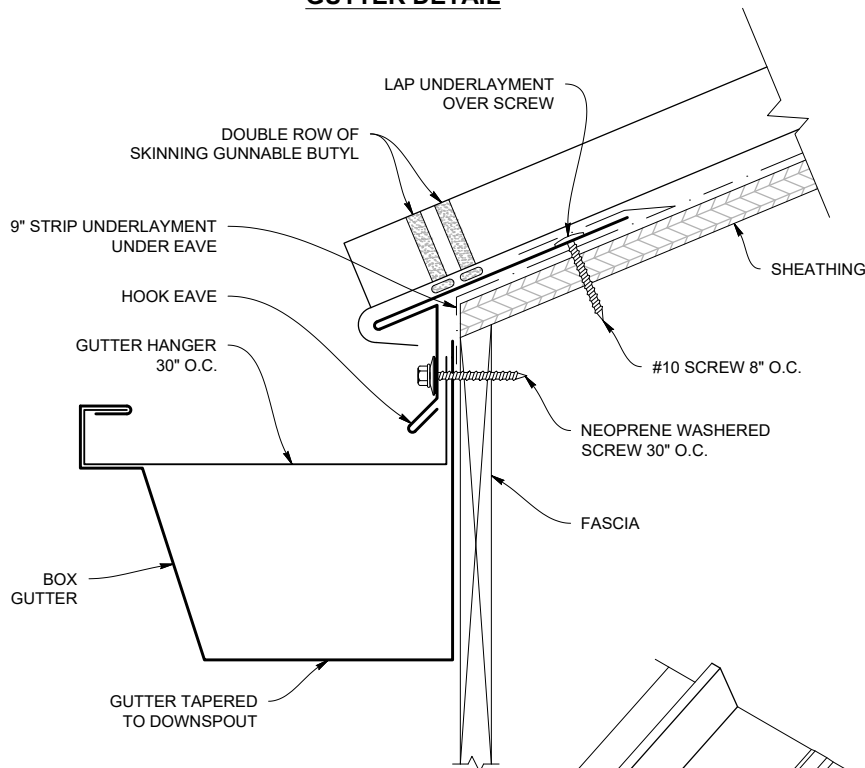 GUTTER DETAIL
LAP UNDERLAYMENT
OVER SCREW
DOUBLE ROW OF
SKINNING GUNNABLE BUTYL
9" STRIP UNDERLAYMENT
UNDER EAVE
SHEATHING
HOOK EAVE
GUTTER HANGER
30" O.C.
#10 SCREW 8" O.C.
NEOPRENE WASHERED
SCREW 30" O.C.
FASCIA
BOX
GUTTER
GUTTER TAPERED
TO DOWNSPOUT